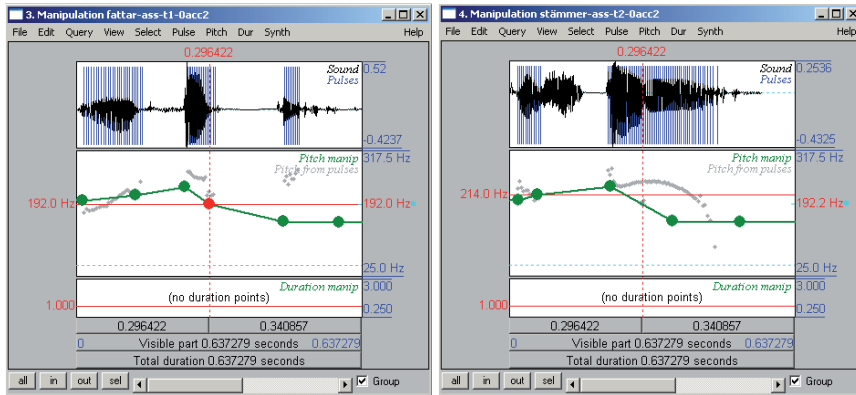 3. Manipulation fattar-ass-t1-0acc2
File Edit Query View Select Pulse Pitch Dur Synth Help
0.296422
Sound
Pulses
0.52
-0.4237
Pitch manip
Pitch from pulses
317.5 Hz
192.0 Hz
192.0 Hz
25.0 Hz
Duration manip
3.000
(no duration points)
1.000
0.250
0.296422 0.340857
0 Visible part 0.637279 seconds 0.637279
Total duration 0.637279 seconds
all in out sel Group
4. Manipulation stämmer-ass-t2-0acc2
File Edit Query View Select Pulse Pitch Dur Synth Help
0.296422
Sound
Pulses
0.2536
-0.4325
Pitch manip
Pitch from pulses
317.5 Hz
214.0 Hz
192.2 Hz
25.0 Hz
Duration manip
3.000
(no duration points)
1.000
0.250
0.296422 0.340857
0 Visible part 0.637279 seconds 0.637279
Total duration 0.637279 seconds
all in out sel Group